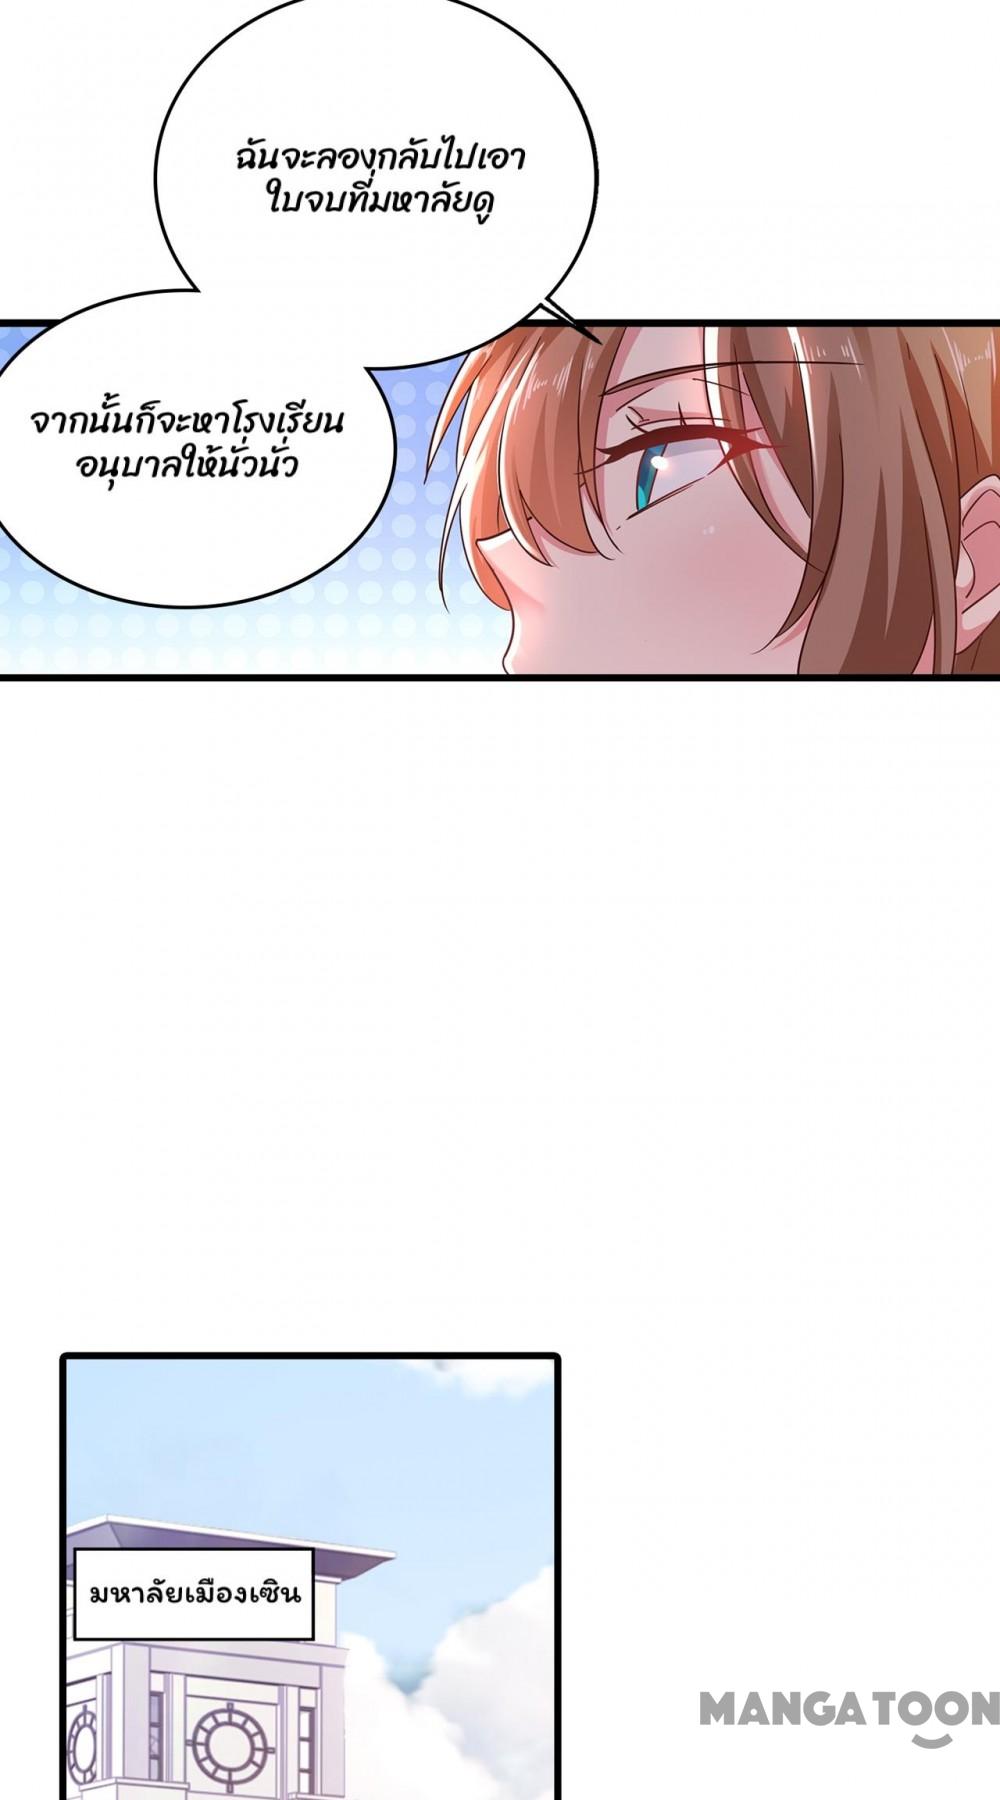 ฉันจะลองกลับไปเอา
ใบจบที่มหาลัยดู
จากนั้นก็จะหาโรงเรียน
อนุบาลให้นั่วนั่ว
มหาลัยเมืองเซิน
MANGATOON